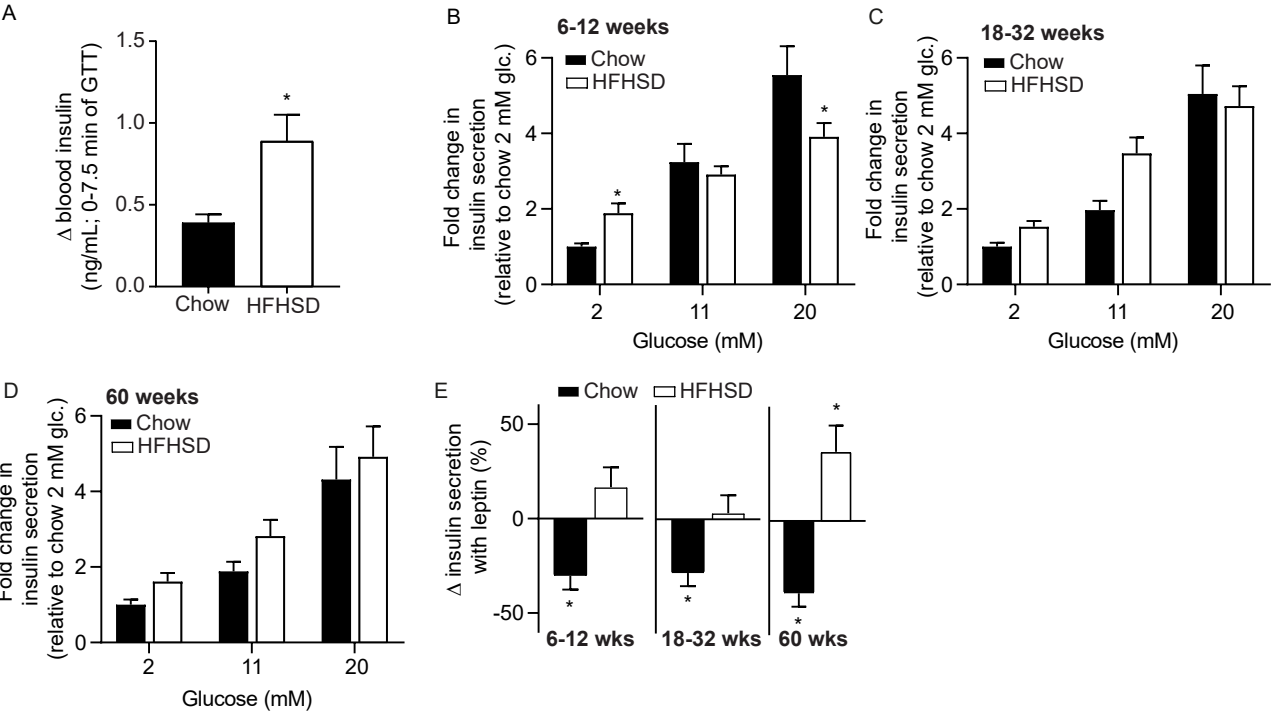 A
Δ bloood insulin
(ng/mL; 0-7.5 min of GTT)
1.5
1.0
0.5
0.0
*
Chow
HFHSD
B
6-12 weeks
Chow
HFHSD
Fold change in
insulin secretion
(relative to chow 2 mM glc.)
6
4
2
0
*
*
2
11
20
Glucose (mM)
C
18-32 weeks
Chow
HFHSD
Fold change in
insulin secretion
(relative to chow 2 mM glc.)
6
4
2
0
2
11
20
Glucose (mM)
D
60 weeks
Chow
HFHSD
Fold change in
insulin secretion
(relative to chow 2 mM glc.)
6
4
2
0
2
11
20
Glucose (mM)
E
Chow
HFHSD
Δ insulin secretion
with leptin (%)
50
0
-50
*
*
*
*
6-12 wks
18-32 wks
60 wks